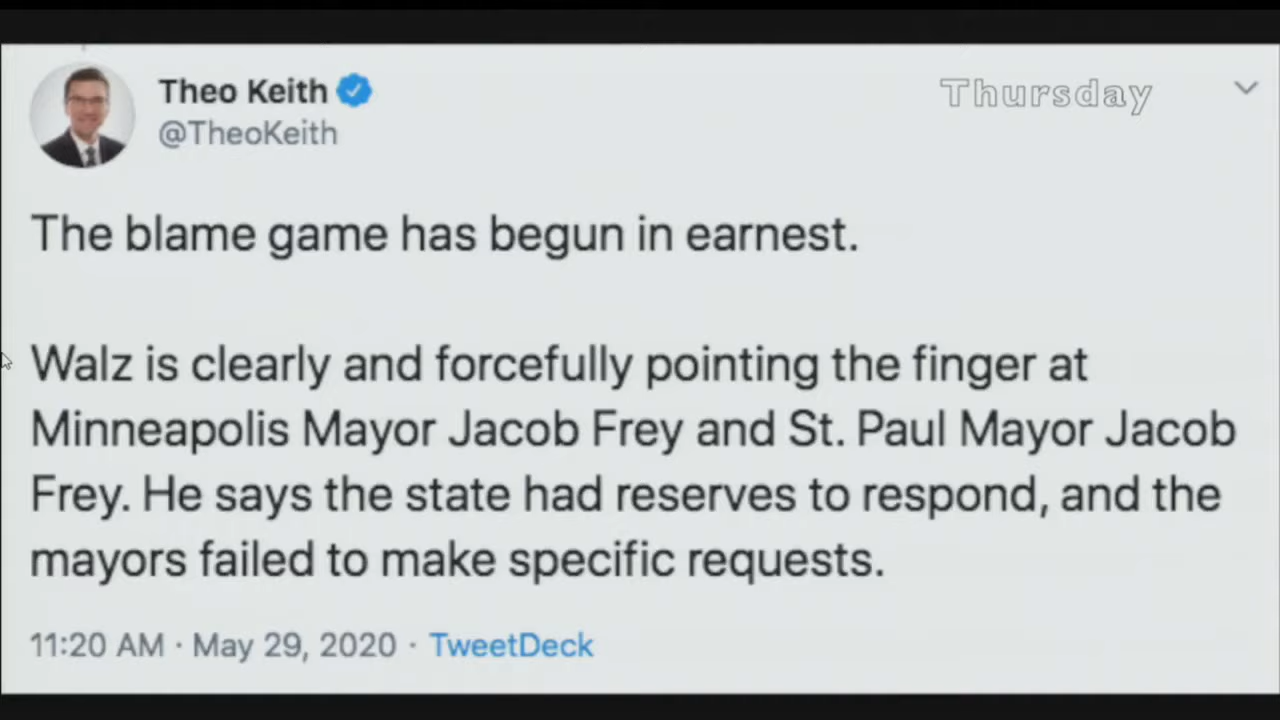 Theo Keith
Thursday
@TheoKeith
The blame game has begun in earnest.
Walz is clearly and forcefully pointing the finger at
Minneapolis Mayor Jacob Frey and St. Paul Mayor Jacob
Frey. He says the state had reserves to respond, and the
mayors failed to make specific requests.
11:20 AM · May 29, 2020 · TweetDeck